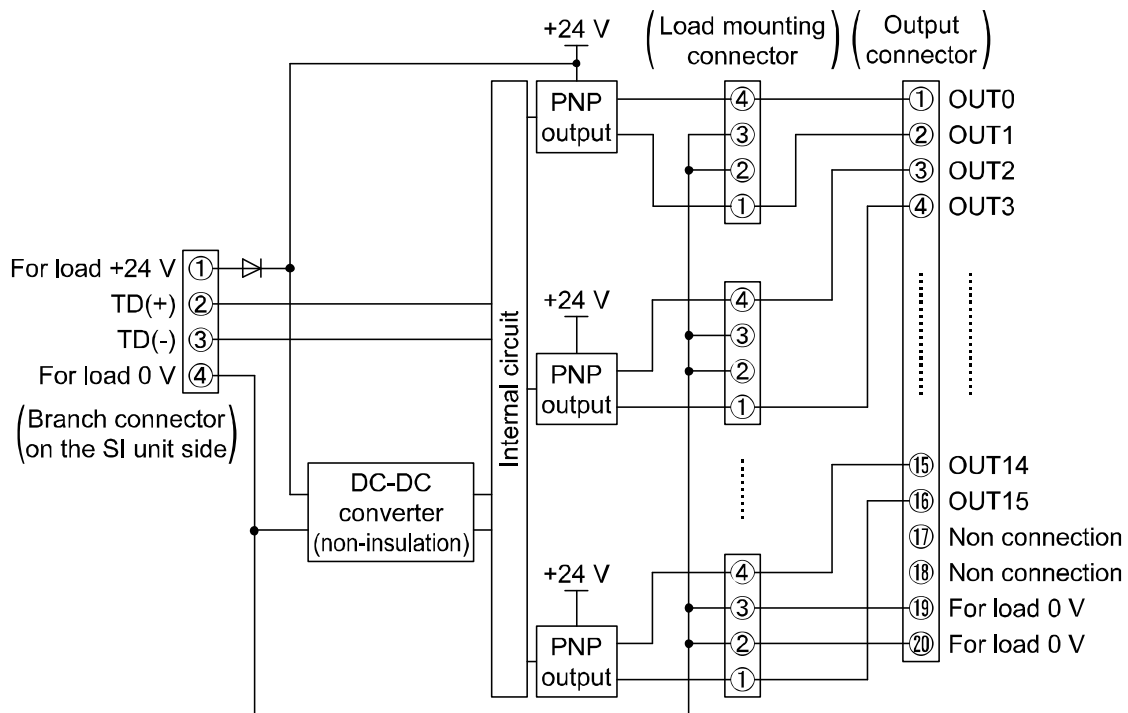 +24 V
(Load mounting
connector)
(Output
connector)
PNP
output
④
③
②
①
① OUT0
② OUT1
③ OUT2
④ OUT3
For load +24 V ①
TD(+) ②
TD(-) ③
For load 0 V ④
(Branch connector
on the SI unit side)
Internal circuit
+24 V
PNP
output
④
③
②
①
DC-DC
converter
(non-insulation)
+24 V
PNP
output
④
③
②
①
⑮ OUT14
⑯ OUT15
⑰ Non connection
⑱ Non connection
⑲ For load 0 V
⑳ For load 0 V